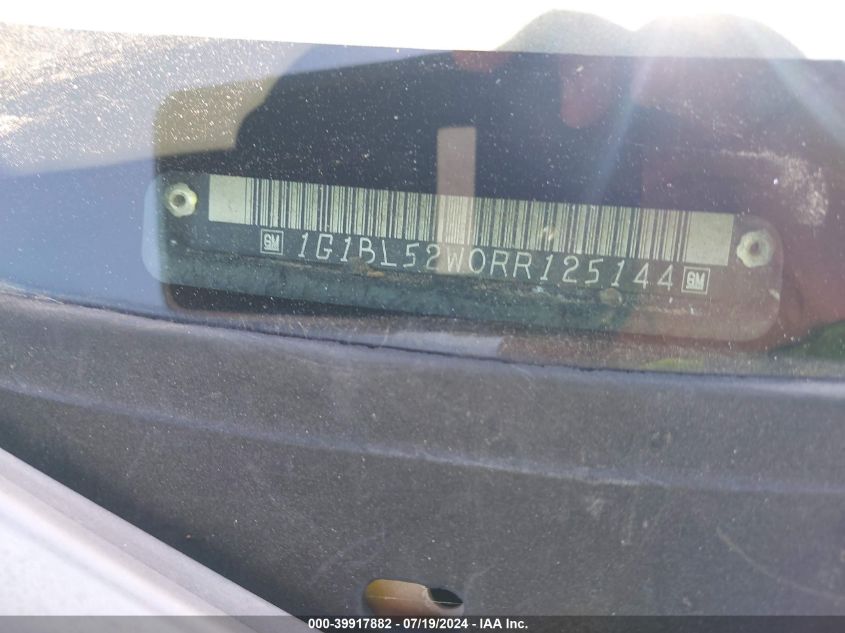 GM 1G1BL52W0RR125144 GM
000-39917882 / 07/19/2024 - IAA Inc.